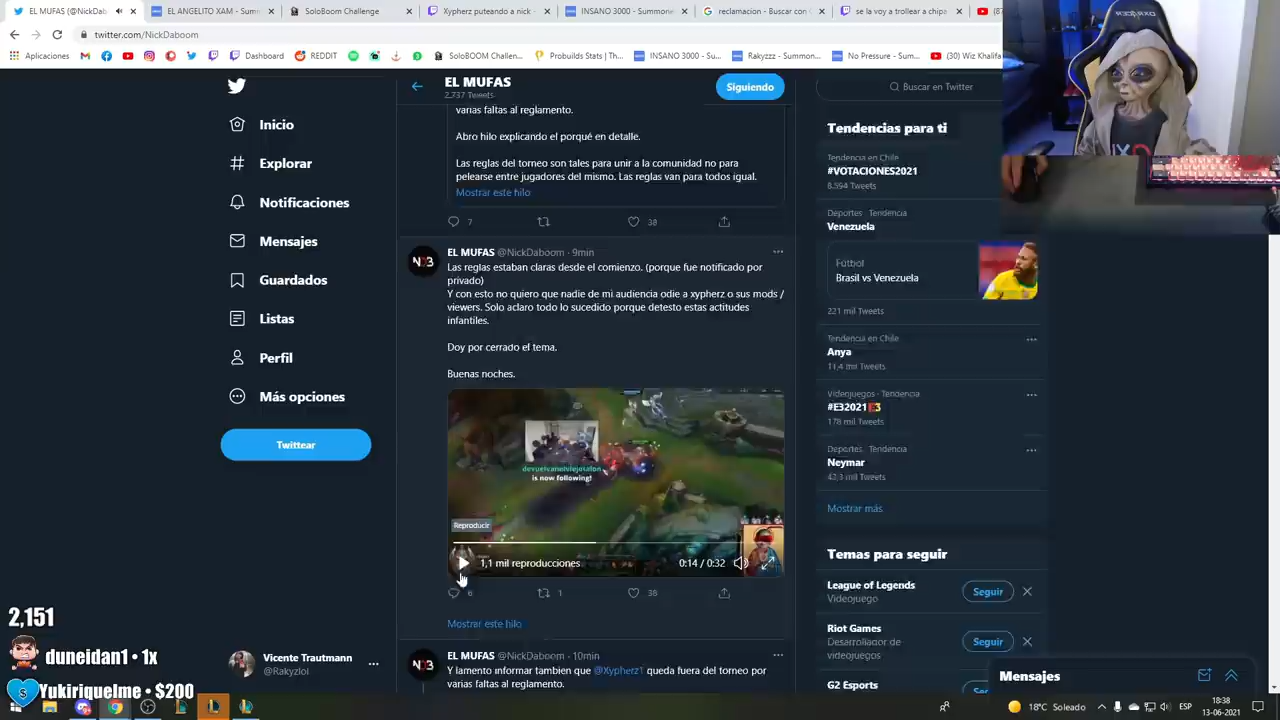 EL MUFAS (@NickDab
EL ANGELITO XAM - Sum
SoloBoom Challenge
Xypherz puteando a nick
INSANO 3000 - Summone
reclamacion - Buscar con G
se la voy a trollear a chipa
twitter.com/NickDaboom
Aplicaciones
Dashboard
REDDIT
SoloBOOM Challen...
Probuilds Stats | Th...
INSANO 3000 - Su...
Rakyzzz - Summon...
No Pressure - Sum...
(30) Wiz Khalifa
Inicio
Explorar
Notificaciones
Mensajes
Guardados
Listas
Perfil
Más opciones
Twittear
EL MUFAS
2.737 Tweets
Siguiendo
varias faltas al reglamento.
Abro hilo explicando el porqué en detalle.
Las reglas del torneo son tales para unir a la comunidad no para
pelearse entre jugadores del mismo. Las reglas van para todos igual.
Mostrar este hilo
7
30
EL MUFAS @NickDaboom · 9min
Las reglas estaban claras desde el comienzo. (porque fue notificado por
privado)
Y con esto no quiero que nadie de mi audiencia odie a xypherz o sus mods /
viewers. Solo aclaro todo lo sucedido porque detesto estas actitudes
infantiles.
Doy por cerrado el tema.
Buenas noches.
devuelvanelviejoullon
is now following!
Reproducir
1,1 mil reproducciones
0:14 / 0:32
6
1
38
Mostrar este hilo
EL MUFAS @NickDaboom · 10min
Y lamento informar tambien que @Xypherz1 queda fuera del torneo por
varias faltas al reglamento.
Buscar en Twitter
Tendencias para ti
Tendencia en Chile
#VOTACIONES2021
8.594 Tweets
Deportes · Tendencia
Venezuela
Fútbol
Brasil vs Venezuela
221 mil Tweets
Tendencia en Chile
Anya
11,4 mil Tweets
Videojuegos · Tendencia
#E32021
178 mil Tweets
Deportes · Tendencia
Neymar
42,3 mil Tweets
Mostrar más
Temas para seguir
League of Legends
Videojuego
Seguir
Riot Games
Desarrollador de
videojuegos
Seguir
G2 Esports
Mensajes
2,151
duneidan1 • 1x
Yukiriquelme • $200
Vicente Trautmann
@Rakyzlol
18°C Soleado
ESP
18:38
13-06-2021